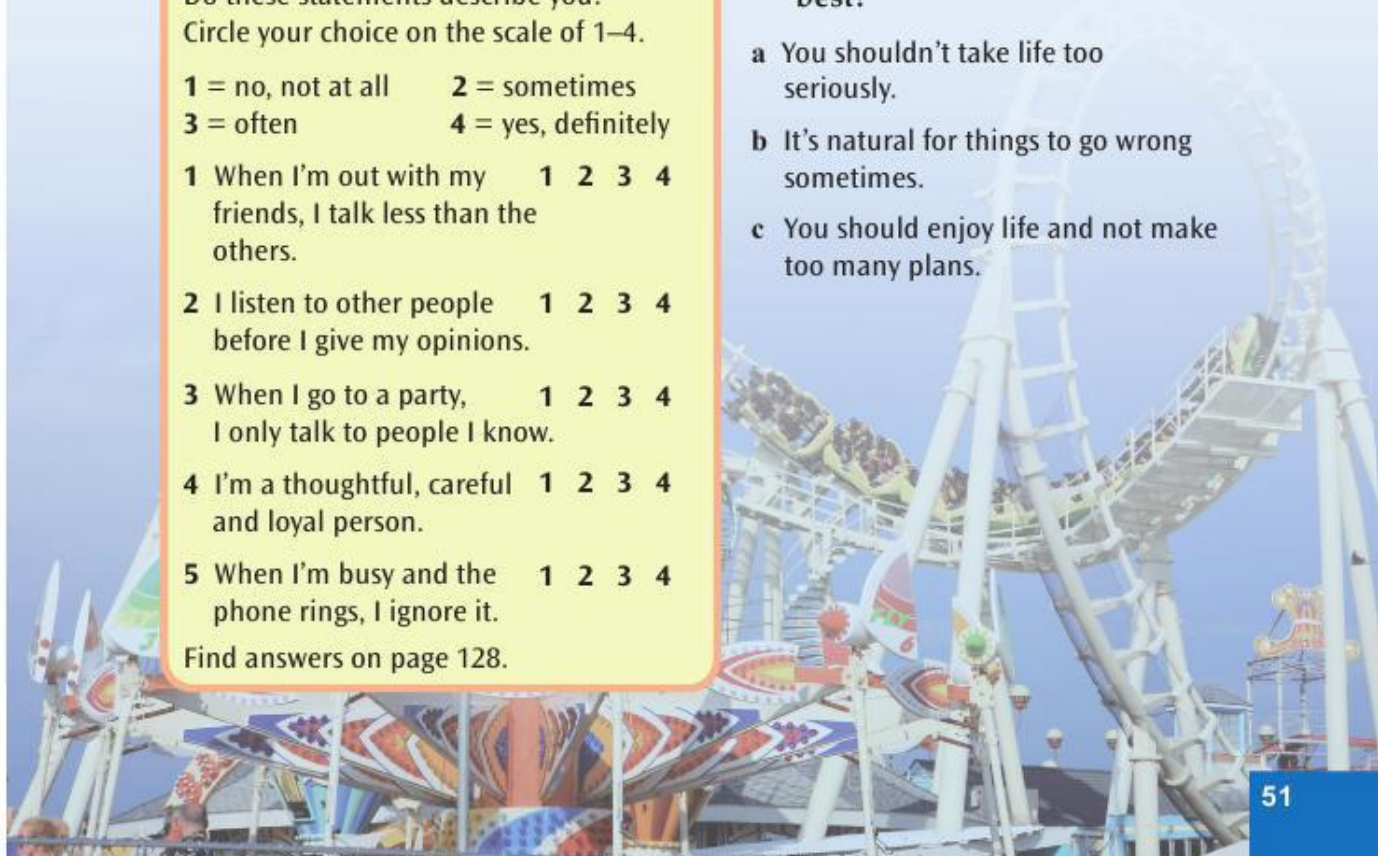 Do these statements describe you?
Circle your choice on the scale of 1–4.
1 = no, not at all 2 = sometimes
3 = often 4 = yes, definitely
1 When I'm out with my 1 2 3 4
friends, I talk less than the
others.
2 I listen to other people 1 2 3 4
before I give my opinions.
3 When I go to a party, 1 2 3 4
I only talk to people I know.
4 I'm a thoughtful, careful 1 2 3 4
and loyal person.
5 When I'm busy and the 1 2 3 4
phone rings, I ignore it.
Find answers on page 128.
best?
a You shouldn't take life too
seriously.
b It's natural for things to go wrong
sometimes.
c You should enjoy life and not make
too many plans.
6
51